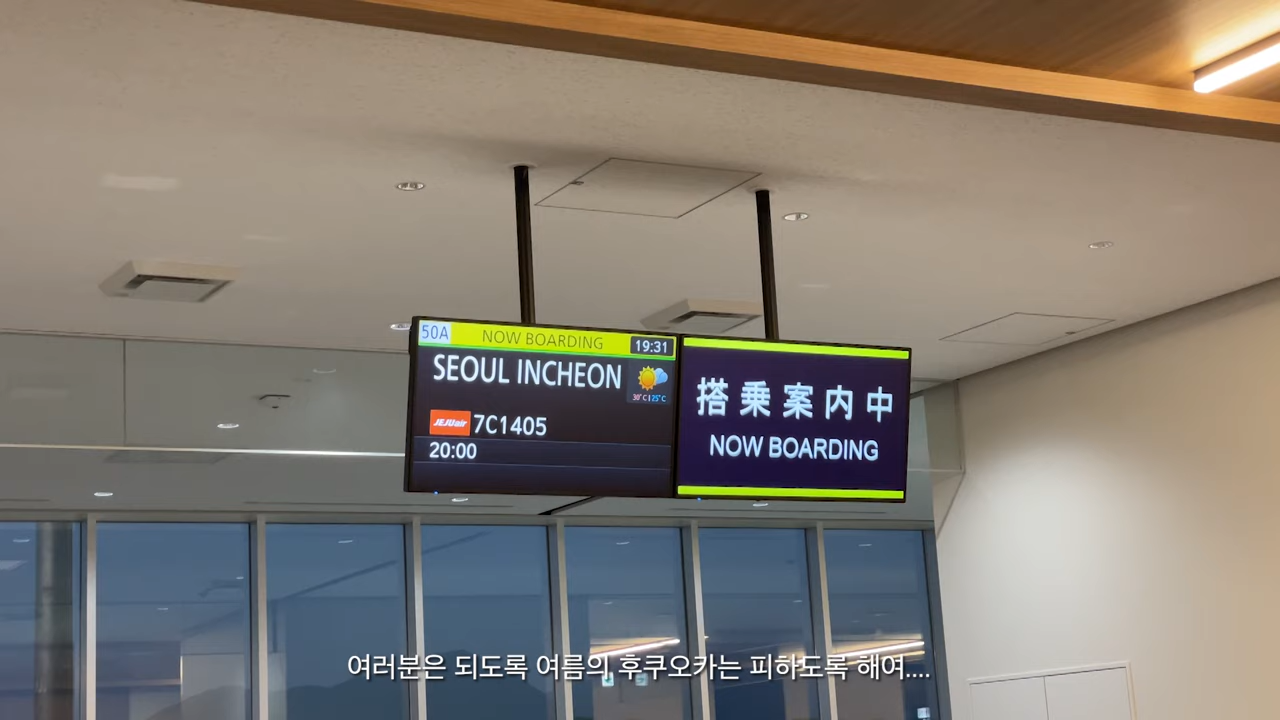 50A NOW BOARDING 19:31
SEOUL INCHEON
30°C | 25°C
JEJUair 7C1405
20:00
搭乗案内中
NOW BOARDING
여러분은 되도록 여름의 후쿠오카는 피하도록 해여....